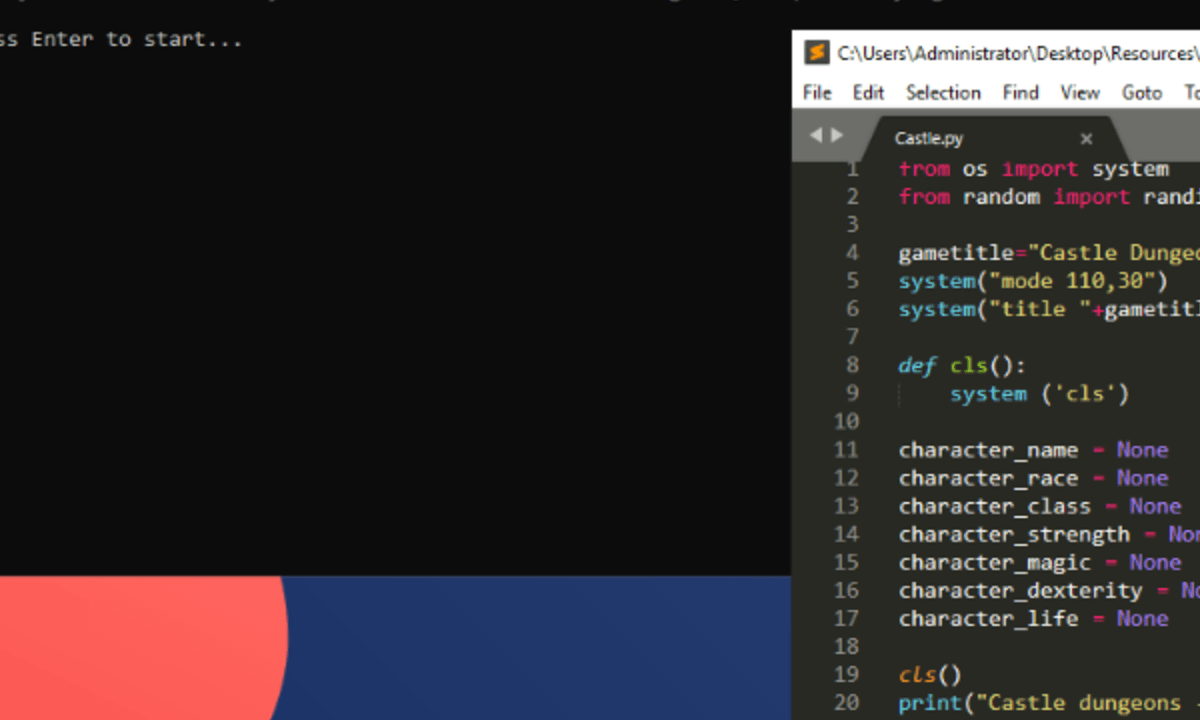 ss Enter to start...
C:\Users\Administrator\Desktop\Resources\
File Edit Selection Find View Goto To
Castle.py
1 from os import system
2 from random import randi
3
4 gametitle="Castle Dungeo
5 system("mode 110,30")
6 system("title "+gametitl
7
8 def cls():
9 system ('cls')
10
11 character_name = None
12 character_race = None
13 character_class = None
14 character_strength = Non
15 character_magic = None
16 character_dexterity = No
17 character_life = None
18
19 cls()
20 print("Castle dungeons